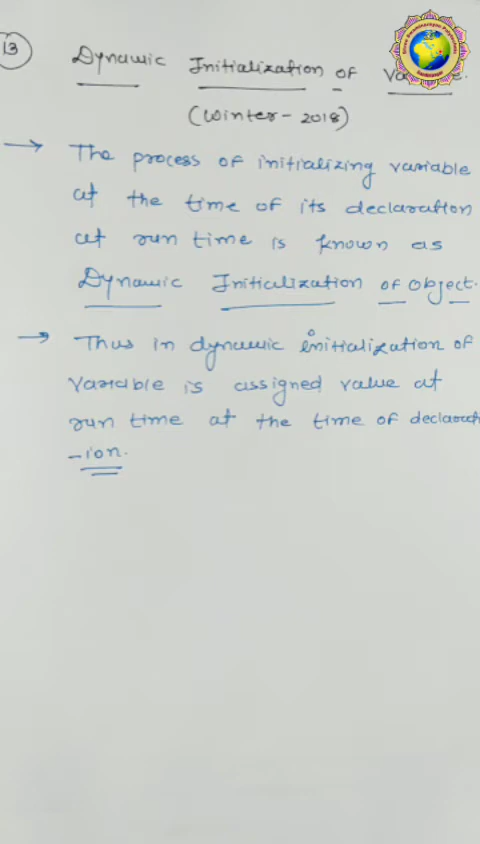 13
Dynamic Initialization of
(Winter - 2018)
→ The process of initializing variable
at the time of its declaration
at run time is known as
Dynamic Initialization of object.
→ Thus in dynamic initialization of
Variable is assigned value at
run time at the time of declarat
-ion.